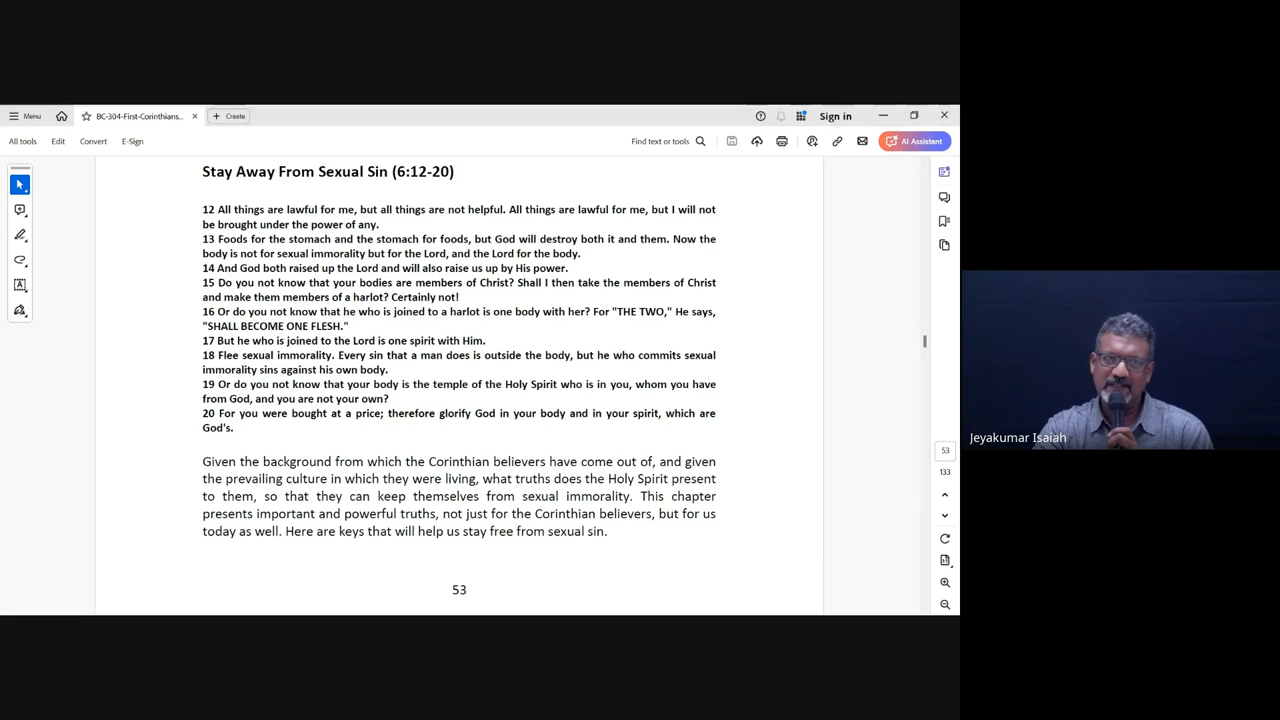 Menu
BC-304-First-Corinthians...
Create
Sign in
All tools
Edit
Convert
E-Sign
Find text or tools
AI Assistant
Stay Away From Sexual Sin (6:12-20)
12 All things are lawful for me, but all things are not helpful. All things are lawful for me, but I will not
be brought under the power of any.
13 Foods for the stomach and the stomach for foods, but God will destroy both it and them. Now the
body is not for sexual immorality but for the Lord, and the Lord for the body.
14 And God both raised up the Lord and will also raise us up by His power.
15 Do you not know that your bodies are members of Christ? Shall I then take the members of Christ
and make them members of a harlot? Certainly not!
16 Or do you not know that he who is joined to a harlot is one body with her? For "THE TWO," He says,
"SHALL BECOME ONE FLESH."
17 But he who is joined to the Lord is one spirit with Him.
18 Flee sexual immorality. Every sin that a man does is outside the body, but he who commits sexual
immorality sins against his own body.
19 Or do you not know that your body is the temple of the Holy Spirit who is in you, whom you have
from God, and you are not your own?
20 For you were bought at a price; therefore glorify God in your body and in your spirit, which are
God's.
Given the background from which the Corinthian believers have come out of, and given
the prevailing culture in which they were living, what truths does the Holy Spirit present
to them, so that they can keep themselves from sexual immorality. This chapter
presents important and powerful truths, not just for the Corinthian believers, but for us
today as well. Here are keys that will help us stay free from sexual sin.
53
53
133
Jeyakumar Isaiah